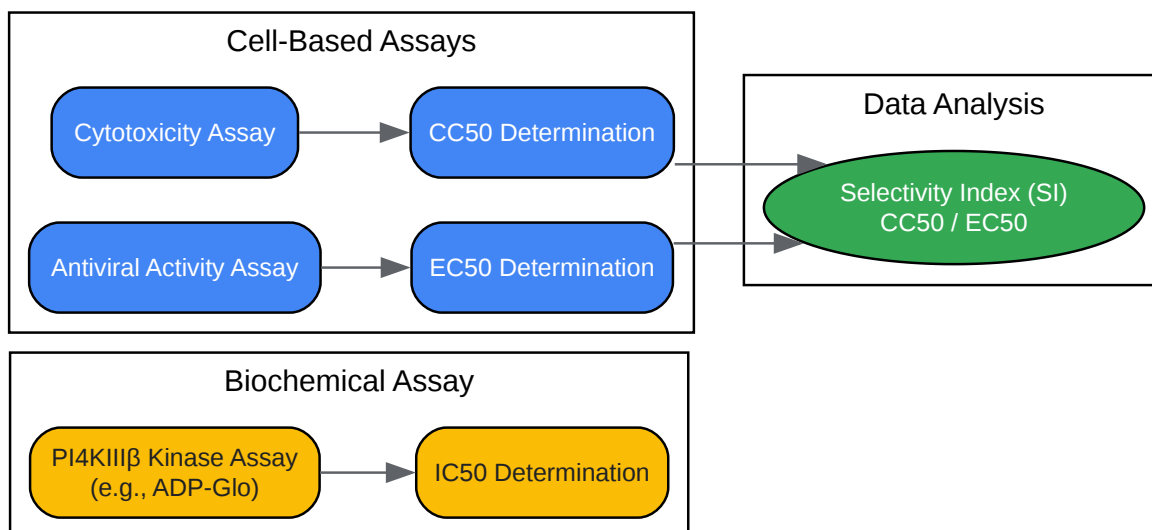 Cell-Based Assays
Cytotoxicity Assay
CC50 Determination
Antiviral Activity Assay
EC50 Determination
Data Analysis
Selectivity Index (SI)
CC50 / EC50
Biochemical Assay
PI4KIIIβ Kinase Assay
(e.g., ADP-Glo)
IC50 Determination